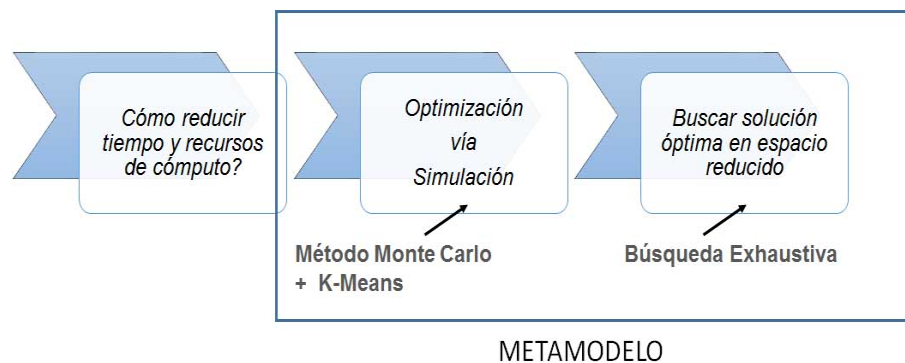 Cómo reducir
tiempo y recursos
de cómputo?
Optimización
vía
Simulación
Buscar solución
óptima en espacio
reducido
Método Monte Carlo
+ K-Means
Búsqueda Exhaustiva
METAMODELO